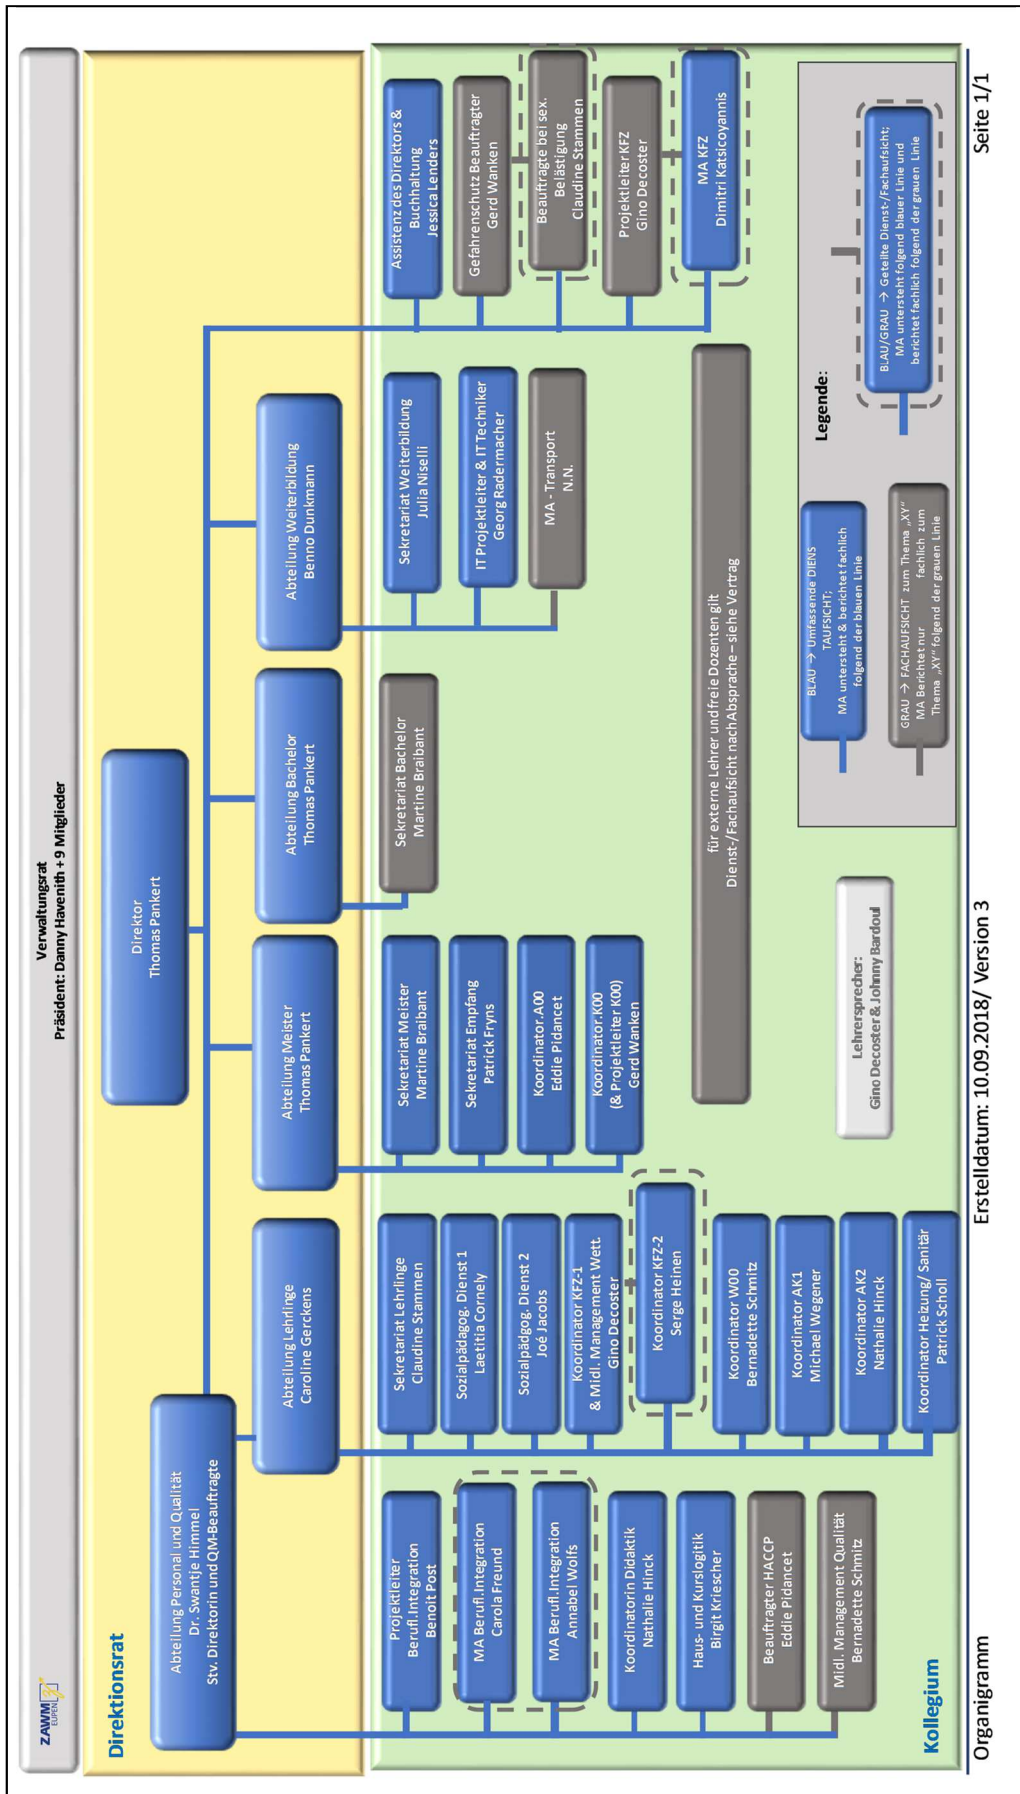 Verwaltungsrat
Präsident: Danny Havenith + 9 Mitglieder
ZAWM
EUPEN
Direktionsrat
Direktor
Thomas Pankert
Abteilung Personal und Qualität
Dr. Swantje Himmel
Stv. Direktorin und QM-Beauftragte
Abteilung Lehrlinge
Caroline Gerckens
Abteilung Meister
Thomas Pankert
Abteilung Bachelor
Thomas Pankert
Abteilung Weiterbildung
Benno Dunkmann
Projektleiter
Berufl.Integration
Benoît Post
MA Berufl.Integration
Carola Freund
MA Berufl.Integration
Annabel Wolfs
Koordinatorin Didaktik
Nathalie Hinck
Haus- und Kurslogitik
Birgit Kriescher
Beauftragter HACCP
Eddie Pidancet
Midl. Management Qualität
Bernadette Schmitz
Sekretariat Lehrlinge
Claudine Stammen
Sozialpädagog. Dienst 1
Laetitia Cornely
Sozialpädgog. Dienst 2
Joé Jacobs
Koordinator KFZ-1
& Midl. Management Wett.
Gino Decoster
Koordinator KFZ-2
Serge Heinen
Koordinator W00
Bernadette Schmitz
Koordinator AK1
Michael Wegener
Koordinator AK2
Nathalie Hinck
Koordinator Heizung/ Sanitär
Patrick Scholl
Sekretariat Meister
Martine Braibant
Sekretariat Empfang
Patrick Fryns
Koordinator.A00
Eddie Pidancet
Koordinator.K00
(& Projektleiter K00)
Gerd Wanken
Sekretariat Bachelor
Martine Braibant
Sekretariat Weiterbildung
Julia Niselli
IT Projektleiter & IT Techniker
Georg Radermacher
MA - Transport
N.N.
Assistenz des Direktors &
Buchhaltung
Jessica Lenders
Gefahrenschutz Beauftragter
Gerd Wanken
Beauftragte bei sex.
Belästigung
Claudine Stammen
Projektleiter KFZ
Gino Decoster
MA KFZ
Dimitri Katsicoyannis
für externe Lehrer und freie Dozenten gilt
Dienst-/Fachaufsicht nach Absprache – siehe Vertrag
Lehrersprecher:
Gino Decoster & Johnny Bardoul
Legende:
BLAU → Umfassende DIENS
TAUFSICHT;
MA untersteht & berichtet fachlich
folgend der blauen Linie
GRAU → FACHAUFSICHT zum Thema „XY“
MA Berichtet nur fachlich zum
Thema „XY“ folgend der grauen Linie
BLAU/GRAU → Geteilte Dienst-/Fachaufsicht;
MA untersteht folgend blauer Linie und
berichtet fachlich folgend der grauen Linie
Kollegium
Organigramm
Erstelldatum: 10.09.2018/ Version 3
Seite 1/1